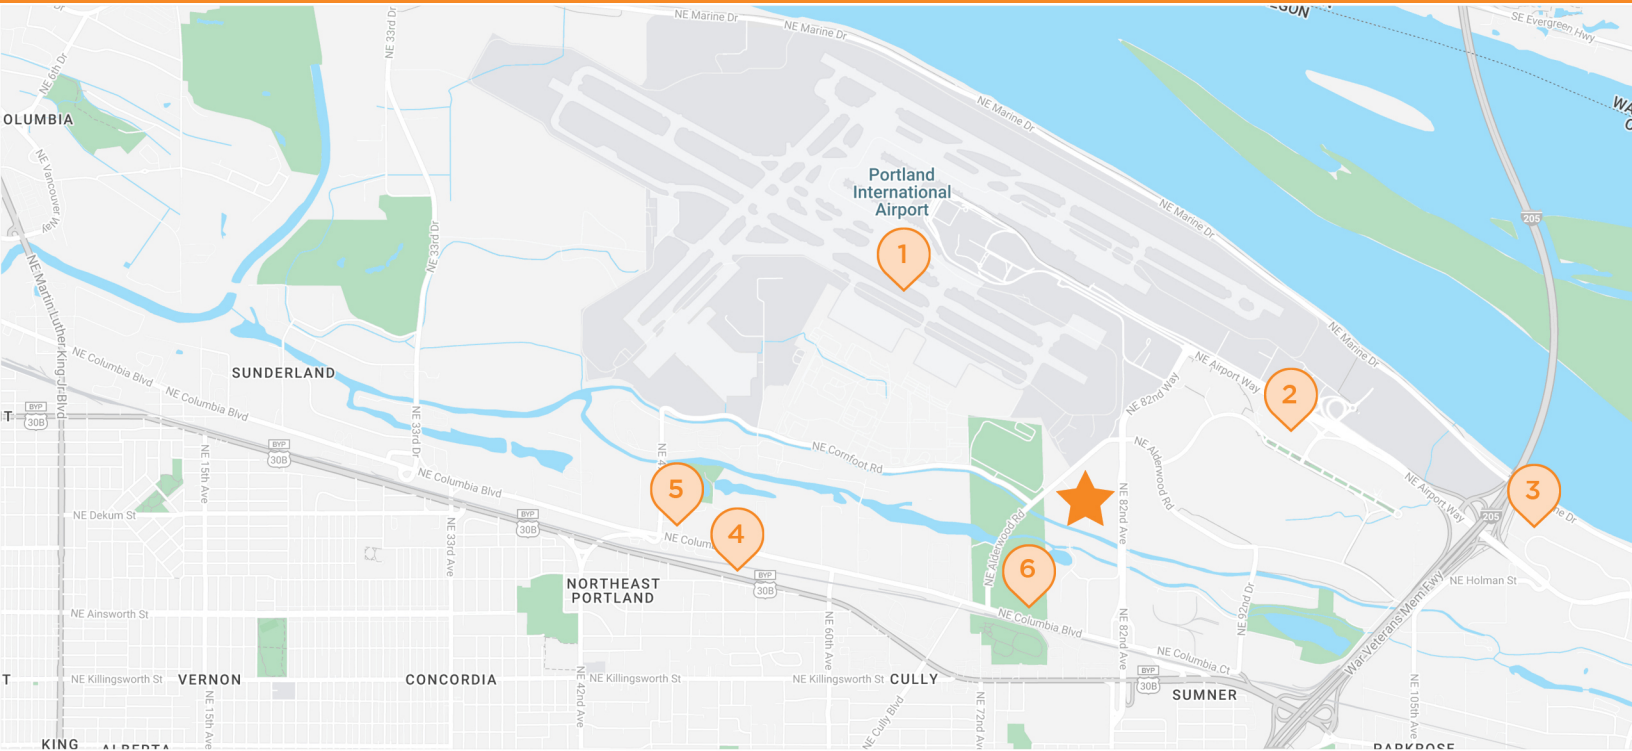 NE Marine Dr
NE Marine Dr
NE 33rd Dr
SE Evergreen Hwy
NE 6th Dr
OLUMBIA
NE Marine Dr
NE Vancouver Way
Portland
International
Airport
NE Marine Dr
205
NE 33rd Dr
1
NE Martin Luther King Jr Blvd
NE Marine Dr
NE Columbia Blvd
SUNDERLAND
NE Airport Way
NE 82nd Way
2
NE Columbia Blvd
T
BYP
30B
NE 33rd Dr
BYP
30B
NE Cornfoot Rd
NE Alderwood Rd
NE 15th Ave
NE Columbia Blvd
5
NE Airport Way
3
ne Dr
205
NE Dekum St
BYP
30B
NE 82nd Ave
NE 33rd Ave
4
NE Alderwood Rd
6
BYP
30B
NORTHEAST
PORTLAND
NE Holman St
NE Ainsworth St
NE 60th Ave
NE Columbia Blvd
NE 82nd Ave
NE 92nd Dr
War Veterans Mem Fwy
NE Columbia Ct
T
NE Killingsworth St
VERNON
CONCORDIA
NE Killingsworth St
NE Killingsworth St
CULLY
BYP
30B
SUMNER
NE 15th Ave
NE 42nd Ave
NE Cully Blvd
NE 105th Ave
KING
ALBERTA
PARKROSE